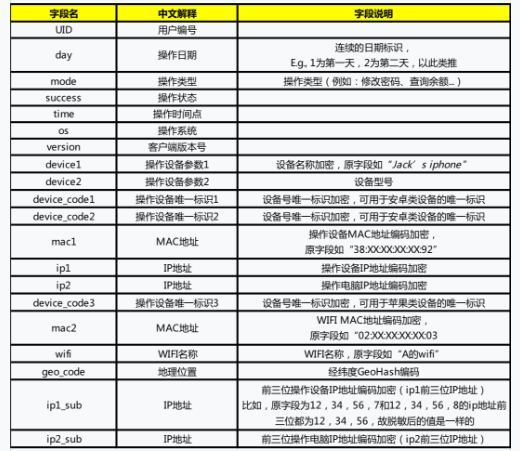 字段名 中文解释 字段说明
UID 用户编号
day 操作日期 连续的日期标识，
E.g. 1为第一天，2为第二天，以此类推
mode 操作类型 操作类型（例如：修改密码、查询余额...）
success 操作状态
time 操作时间点
os 操作系统
version 客户端版本号
device1 操作设备参数1 设备名称加密，原字段如“Jack’s iphone”
device2 操作设备参数2 设备型号
device_code1 操作设备唯一标识1 设备号唯一标识加密，可用于安卓类设备的唯一标识
device_code2 操作设备唯一标识2 设备号唯一标识加密，可用于安卓类设备的唯一标识
mac1 MAC地址 操作设备MAC地址编码加密，
原字段如“38:XX:XX:XX:XX:92”
ip1 IP地址 操作设备IP地址编码加密
ip2 IP地址 操作电脑IP地址编码加密
device_code3 操作设备唯一标识3 设备号唯一标识加密，可用于苹果类设备的唯一标识
mac2 MAC地址 WIFI MAC地址编码加密，
原字段如“02:XX:XX:XX:XX:03
wifi WIFI名称 WIFI名称，原字段如“A的wifi”
geo_code 地理位置 经纬度GeoHash编码
ip1_sub IP地址 前三位操作设备IP地址编码加密（ip1前三位IP地址）
比如，原字段为12，34，56，7和12，34，56，8的ip地址前
三位都为12，34，56，故脱敏后的值是一样的
ip2_sub IP地址 前三位操作电脑IP地址编码加密（ip2前三位IP地址）